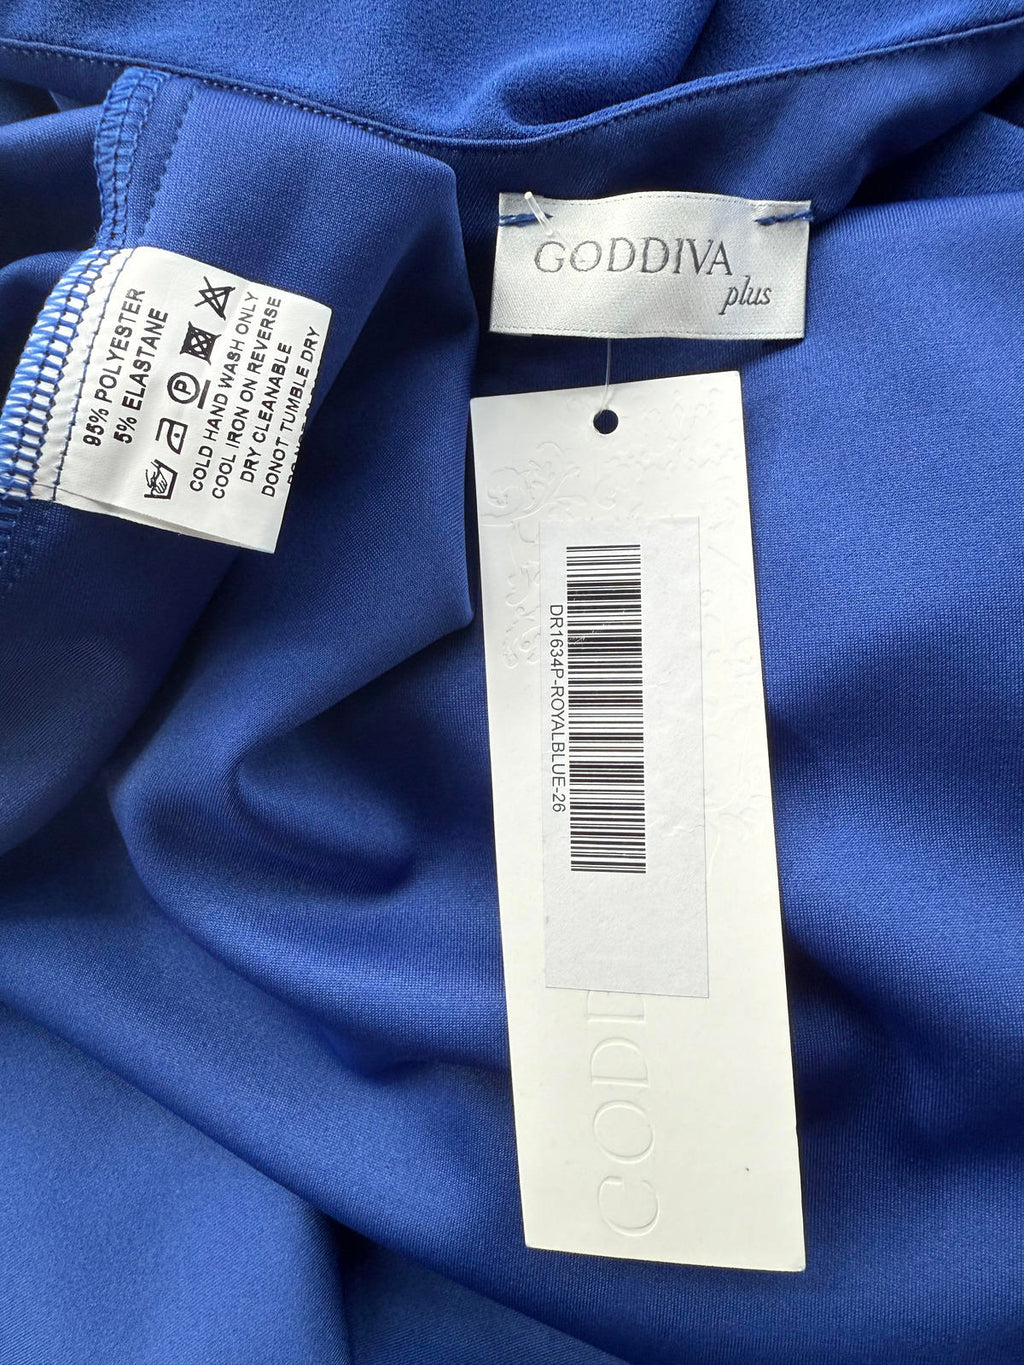 GODDIVA
plus
95% POLYESTER
5% ELASTANE
P
COLD HAND WASH ONLY
COOL IRON ON REVERSE
DRY CLEANABLE
DONOT TUMBLE DRY
DR1634P-ROYALBLUE-26
GODI